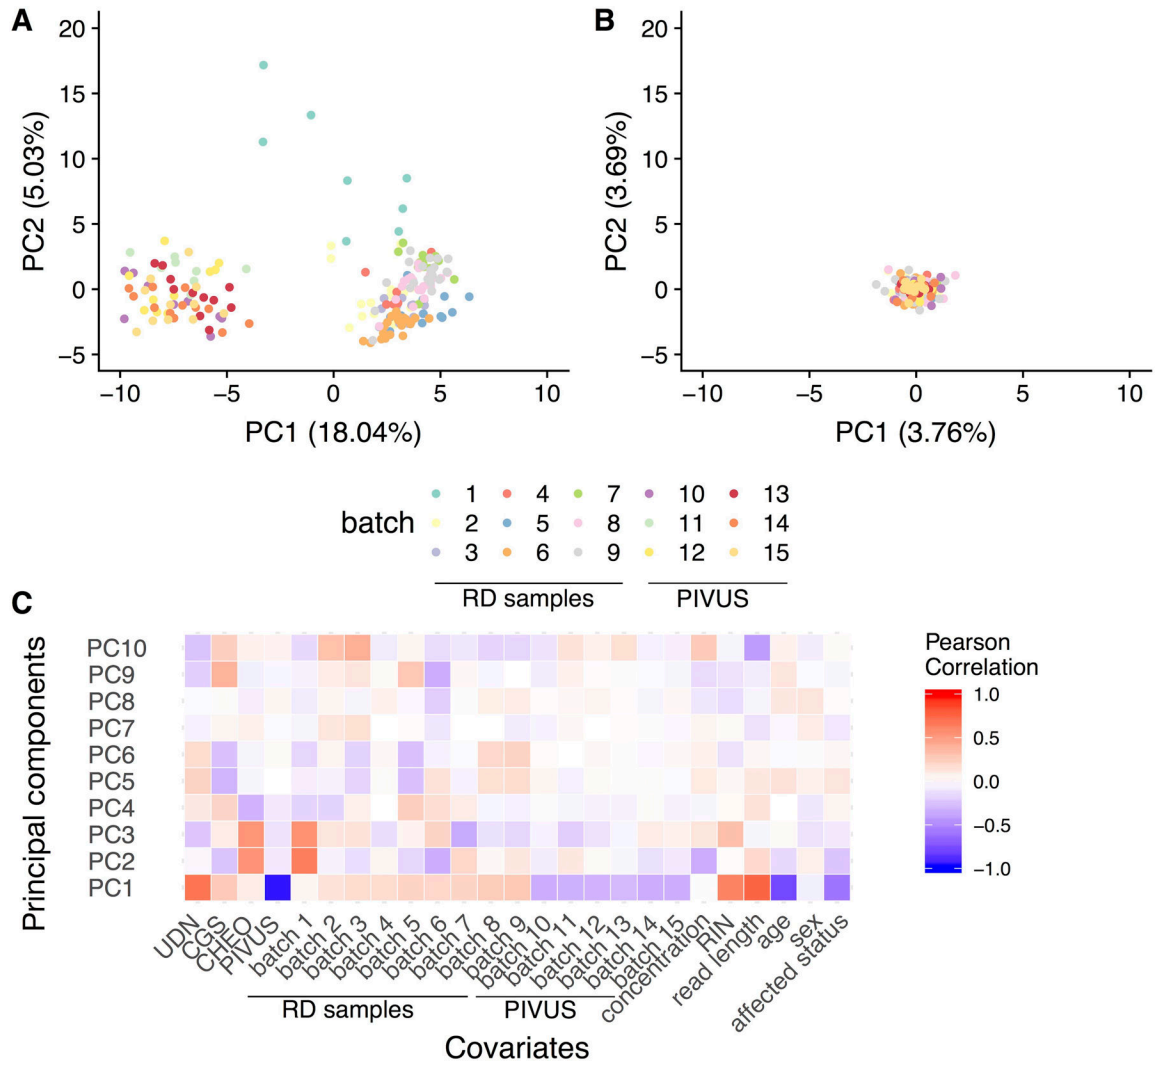 A
20
15
10
5
0
−5
PC2 (5.03%)
−10
−5
0
5
10
PC1 (18.04%)
B
20
15
10
5
0
−5
PC2 (3.69%)
−10
−5
0
5
10
PC1 (3.76%)
batch
1 4 7 10 13
2 5 8 11 14
3 6 9 12 15
RD samples PIVUS
C
Principal components
PC10
PC9
PC8
PC7
PC6
PC5
PC4
PC3
PC2
PC1
UDN
CGS
CHEO
PIVUS
batch 1
batch 2
batch 3
batch 4
batch 5
batch 6
batch 7
batch 8
batch 9
batch 10
batch 11
batch 12
batch 13
batch 14
batch 15
concentration
RIN
read length
age
sex
affected status
RD samples PIVUS
Covariates
Pearson
Correlation
1.0
0.5
0.0
−0.5
−1.0